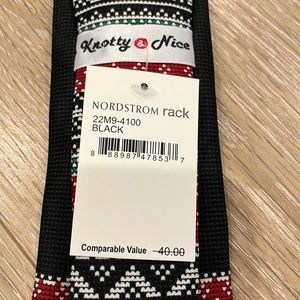 Knotty & Nice
NORDSTROM rack
22M9-4100
BLACK
8 88987 47853 7
Comparable Value 40.00